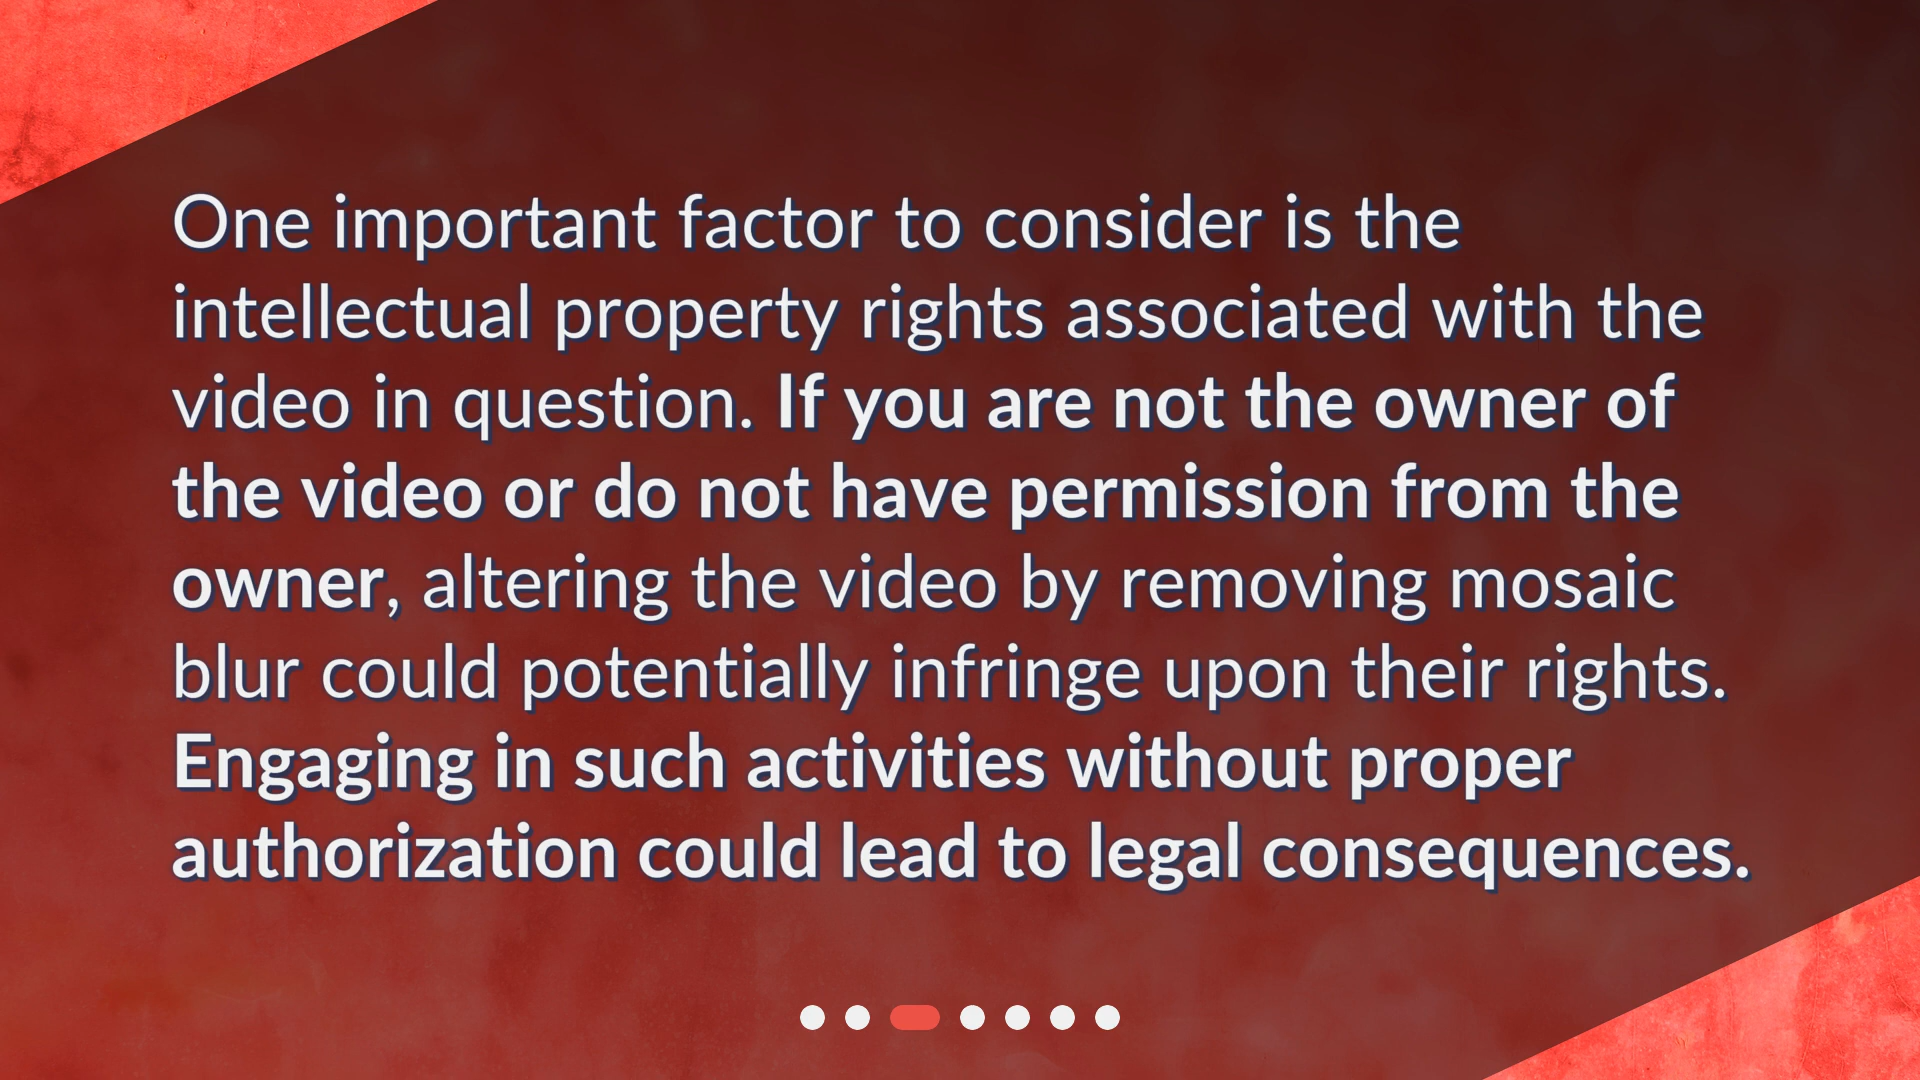 One important factor to consider is the
intellectual property rights associated with the
video in question. If you are not the owner of
the video or do not have permission from the
owner, altering the video by removing mosaic
blur could potentially infringe upon their rights.
Engaging in such activities without proper
authorization could lead to legal consequences.